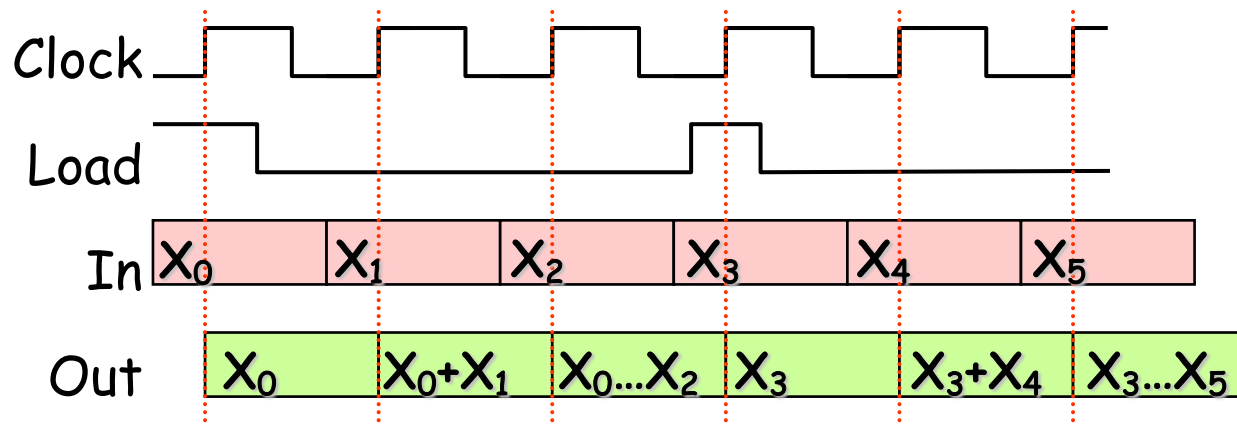 Clock
Load
In X₀ X₁ X₂ X₃ X₄ X₅
Out X₀ X₀+X₁ X₀...X₂ X₃ X₃+X₄ X₃...X₅